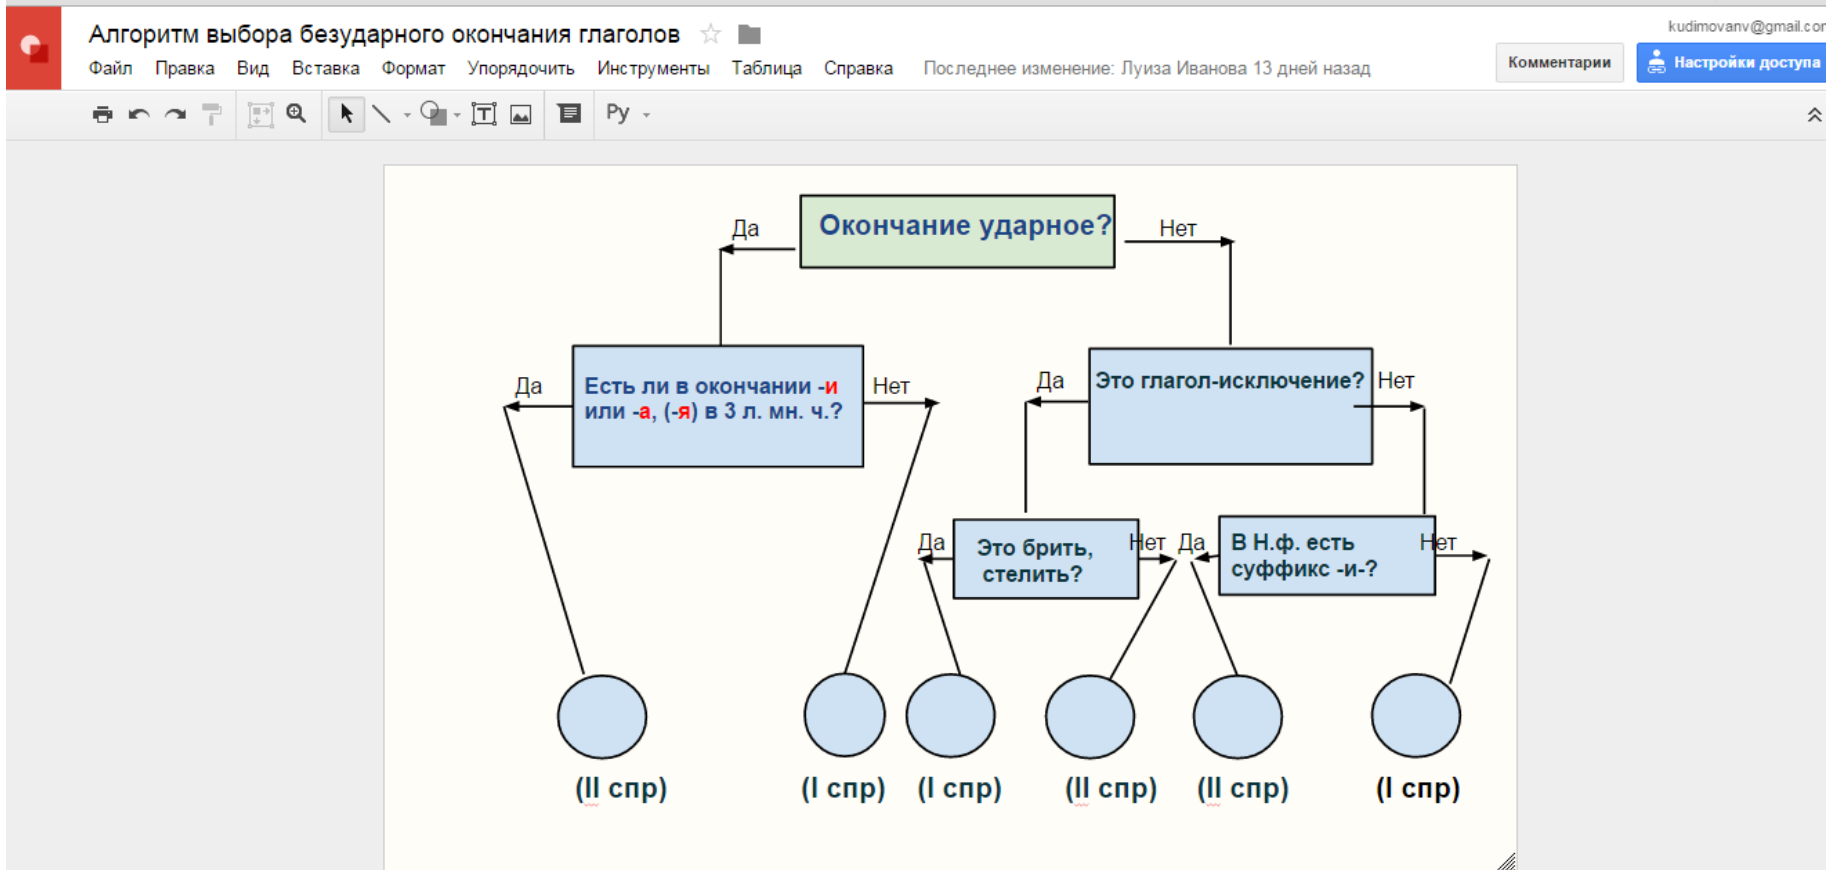 Алгоритм выбора безударного окончания глаголов
kudimovanv@gmail.con
Файл Правка Вид Вставка Формат Упорядочить Инструменты Таблица Справка Последнее изменение: Луиза Иванова 13 дней назад
Комментарии
Настройки доступа
Ру
Окончание ударное?
Да
Нет
Есть ли в окончании -и
или -а, (-я) в 3 л. мн. ч.?
Да
Нет
Это глагол-исключение?
Да
Нет
Это брить,
стелить?
Да
Нет
В Н.ф. есть
суффикс -и-?
Да
Нет
(II спр)
(I спр)
(I спр)
(II спр)
(II спр)
(I спр)